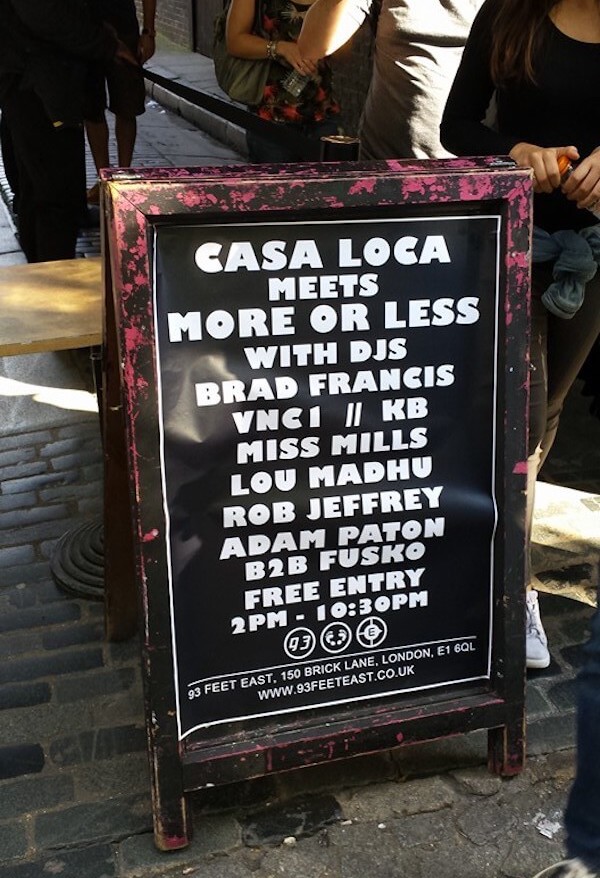 CASA LOCA
MEETS
MORE OR LESS
WITH DJS
BRAD FRANCIS
VNC1 // KB
MISS MILLS
LOU MADHU
ROB JEFFREY
ADAM PATON
B2B FUSKO
FREE ENTRY
2PM - 10:30PM
93 E
93 FEET EAST. 150 BRICK LANE, LONDON, E1 6QL
WWW.93FEETEAST.CO.UK